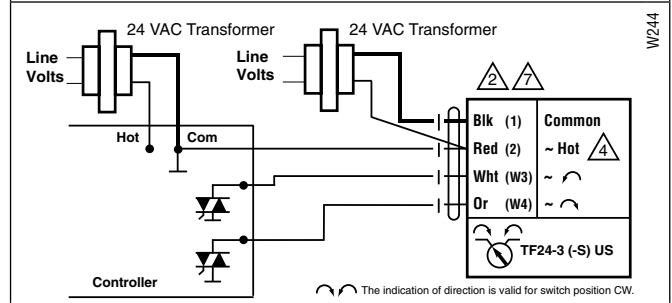 24 VAC Transformer
24 VAC Transformer
W244
Line
Volts
Line
Volts
2
7
Hot
Com
Blk (1) Common
Red (2) ~ Hot 4
Wht (W3) ~
Or (W4) ~
TF24-3 (-S) US
Controller
The indication of direction is valid for switch position CW.